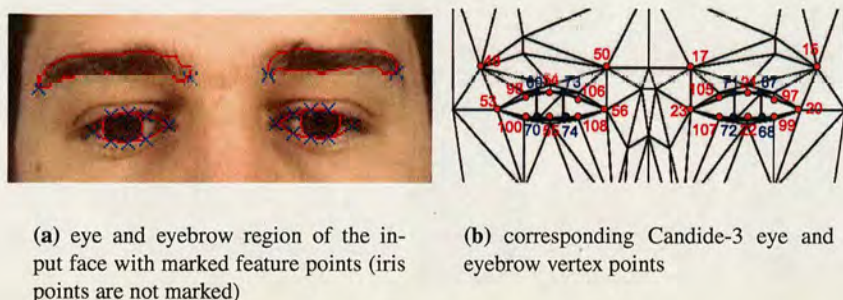 50 17 15
73 71
98 106 105 97
53 56 23 20
100 70 74 108 107 72 22 68 99
(a) eye and eyebrow region of the in-
put face with marked feature points (iris
points are not marked)
(b) corresponding Candide-3 eye and
eyebrow vertex points